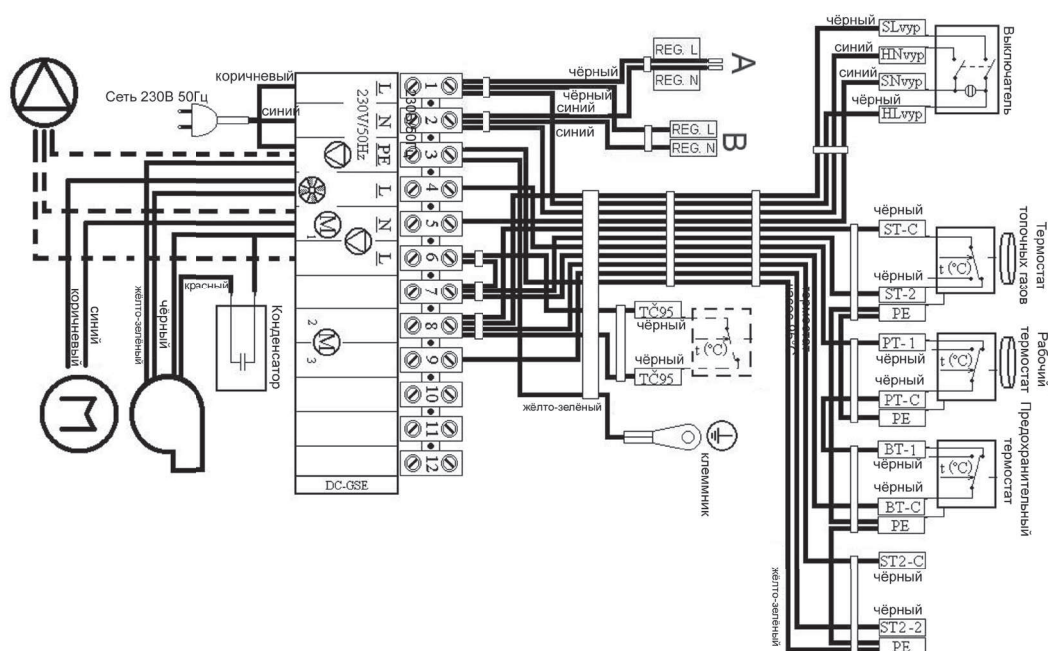 коричневый
Сеть 230В 50Гц
синий
230V/50Hz
L
N
PE
L
N
L
1
2
3
4
5
6
7
8
9
10
11
12
M
1
2
M
3
DC-GSE
чёрный
чёрный
синий
синий
REG. L
REG. N
A
REG. L
REG. N
B
чёрный
SLvyp
синий
HNvyp
синий
SNvyp
чёрный
HLvyp
Выключатель
чёрный
ST-C
t (°C)
чёрный
ST-2
PE
Термостат
топочных газов
PT-1
чёрный
t (°C)
чёрный
PT-C
PE
Рабочий
термостат
BT-1
чёрный
t (°C)
чёрный
BT-C
PE
Предохранительный
термостат
ST2-C
чёрный
чёрный
ST2-2
PE
жёлто-зелёный
TČ95
чёрный
t (°C)
чёрный
TČ95
термостат
жёлто-зелёный
клеммник
красный
Конденсатор
чёрный
жёлто-зелёный
синий
коричневый
M